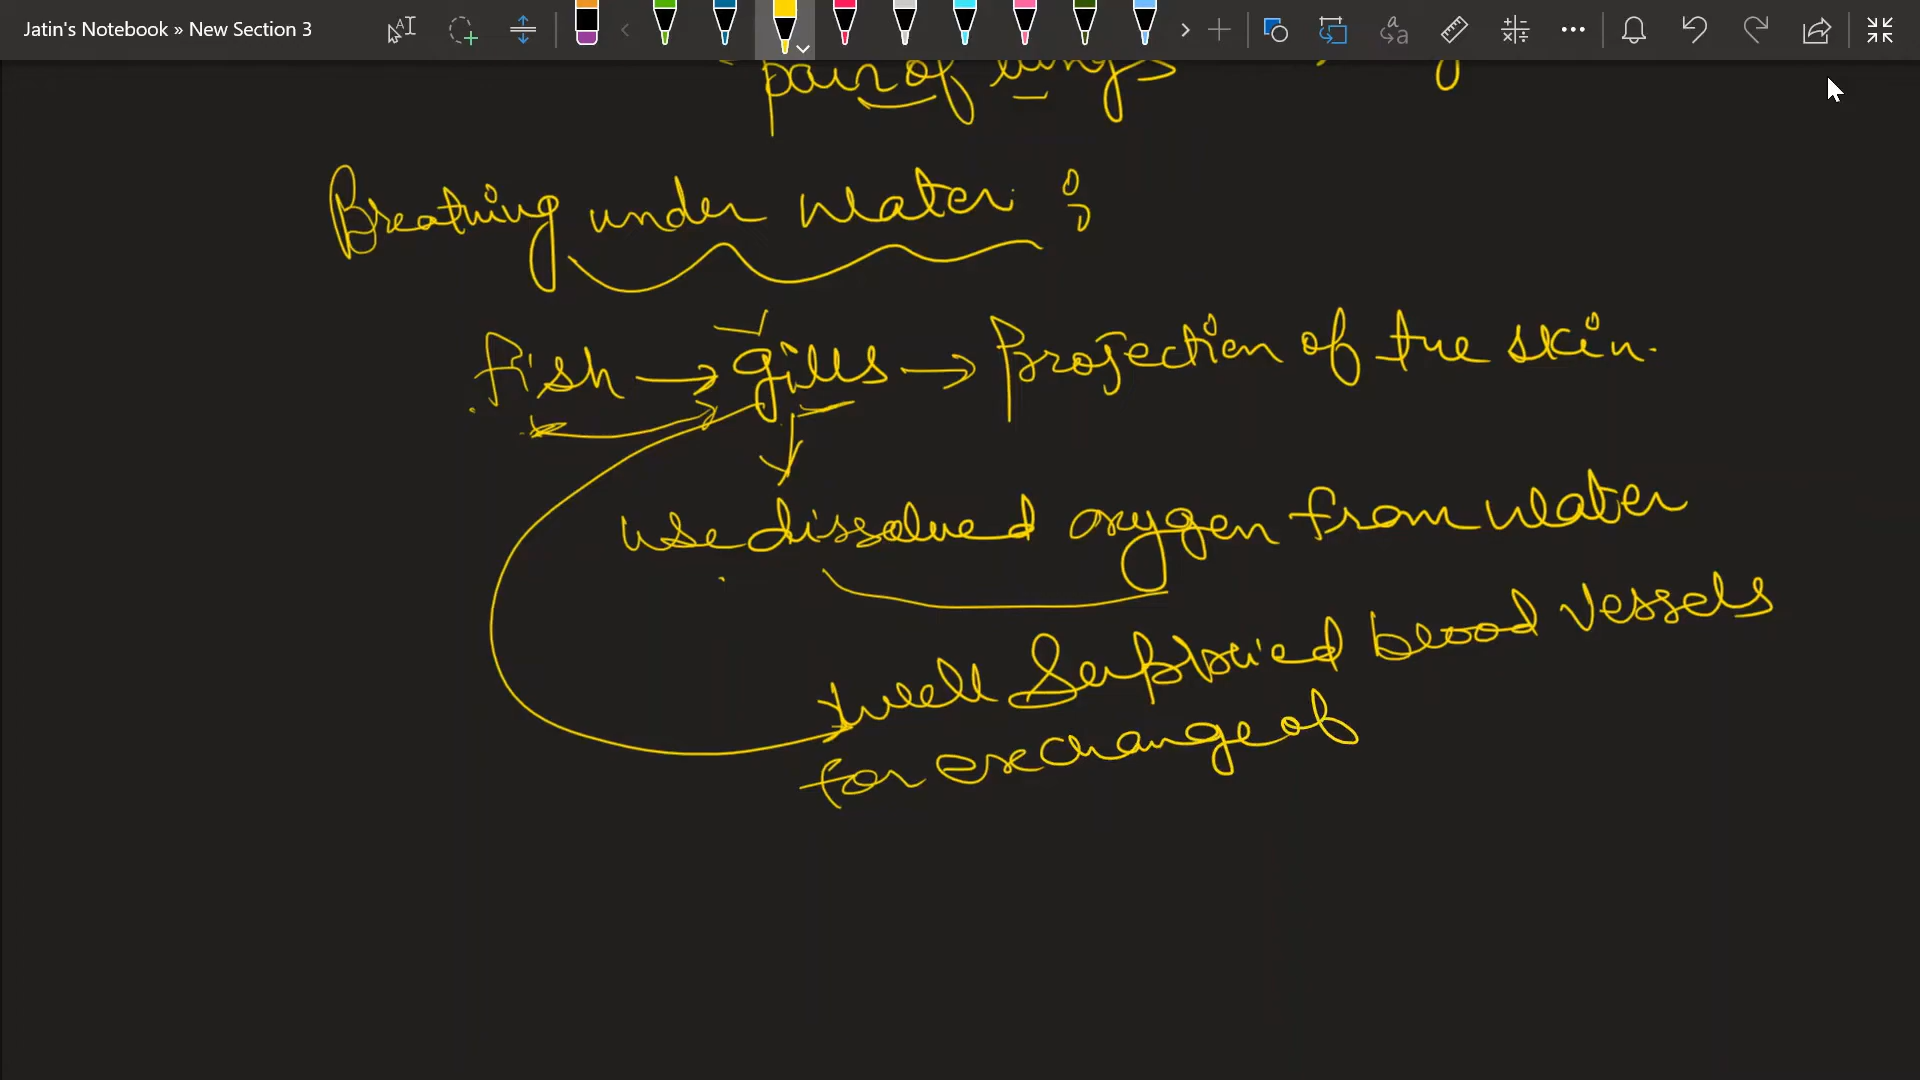 Jatin's Notebook » New Section 3
pair of lungs
Breathing under water :
Fish → gills → Projection of the skin.
use dissolved oxygen from water
well Supplied blood vessels
for exchange of